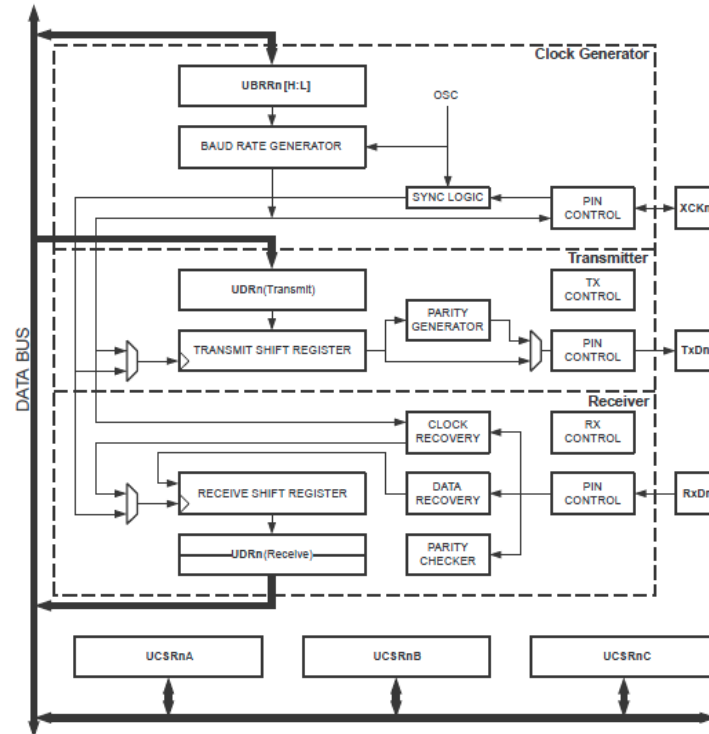 Clock Generator
UBRRn [H:L]
OSC
BAUD RATE GENERATOR
SYNC LOGIC
PIN
CONTROL
XCKn
DATA BUS
Transmitter
UDRn(Transmit)
TX
CONTROL
PARITY
GENERATOR
TRANSMIT SHIFT REGISTER
PIN
CONTROL
TxDn
Receiver
CLOCK
RECOVERY
RX
CONTROL
RECEIVE SHIFT REGISTER
DATA
RECOVERY
PIN
CONTROL
RxDn
UDRn(Receive)
PARITY
CHECKER
UCSRnA
UCSRnB
UCSRnC